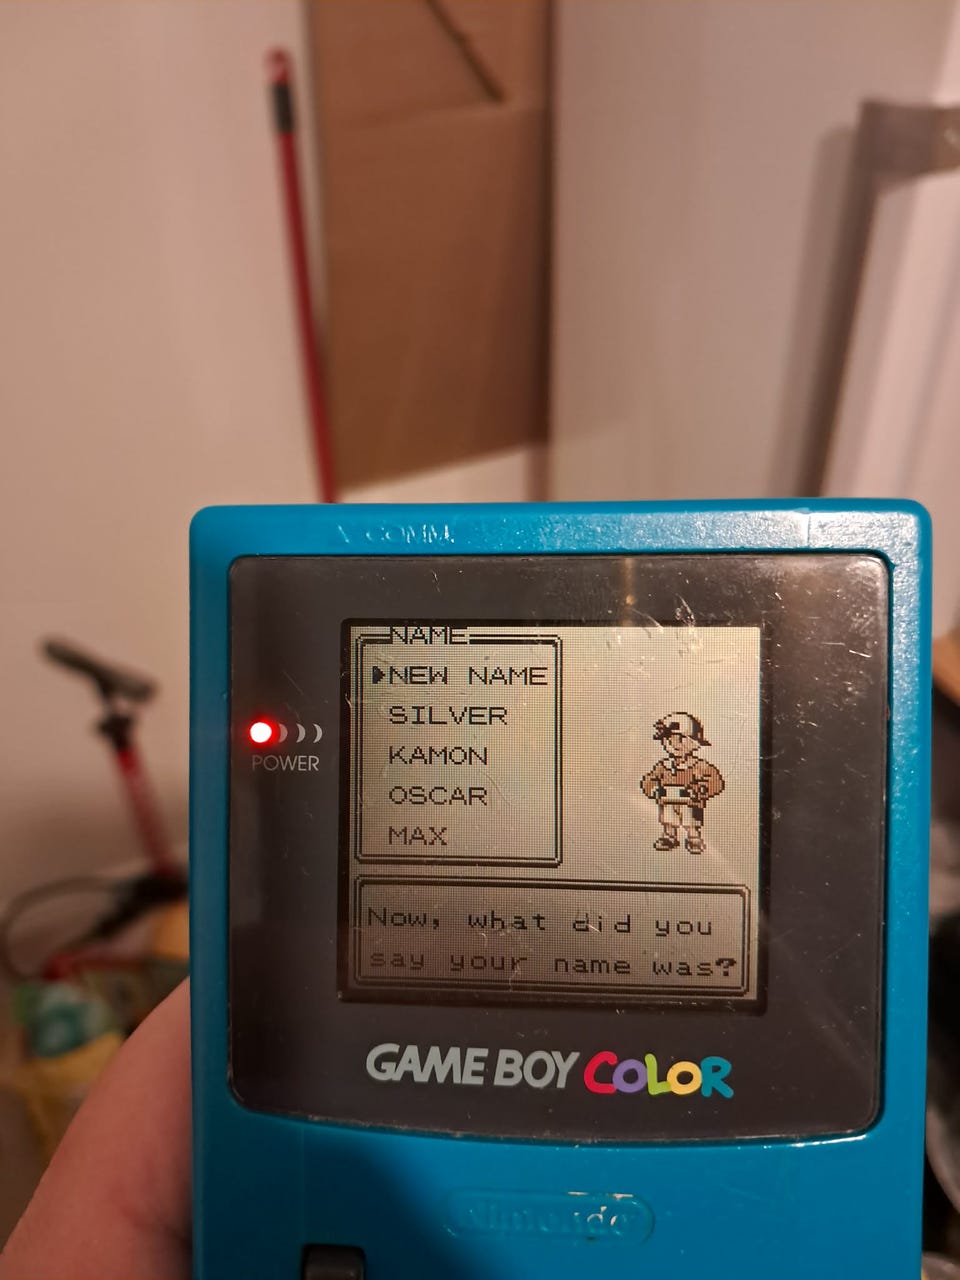 COMM.
NAME
▶NEW NAME
SILVER
KAMON
OSCAR
MAX
POWER
Now, what did you
say your name was?
GAME BOY COLOR
Nintendo